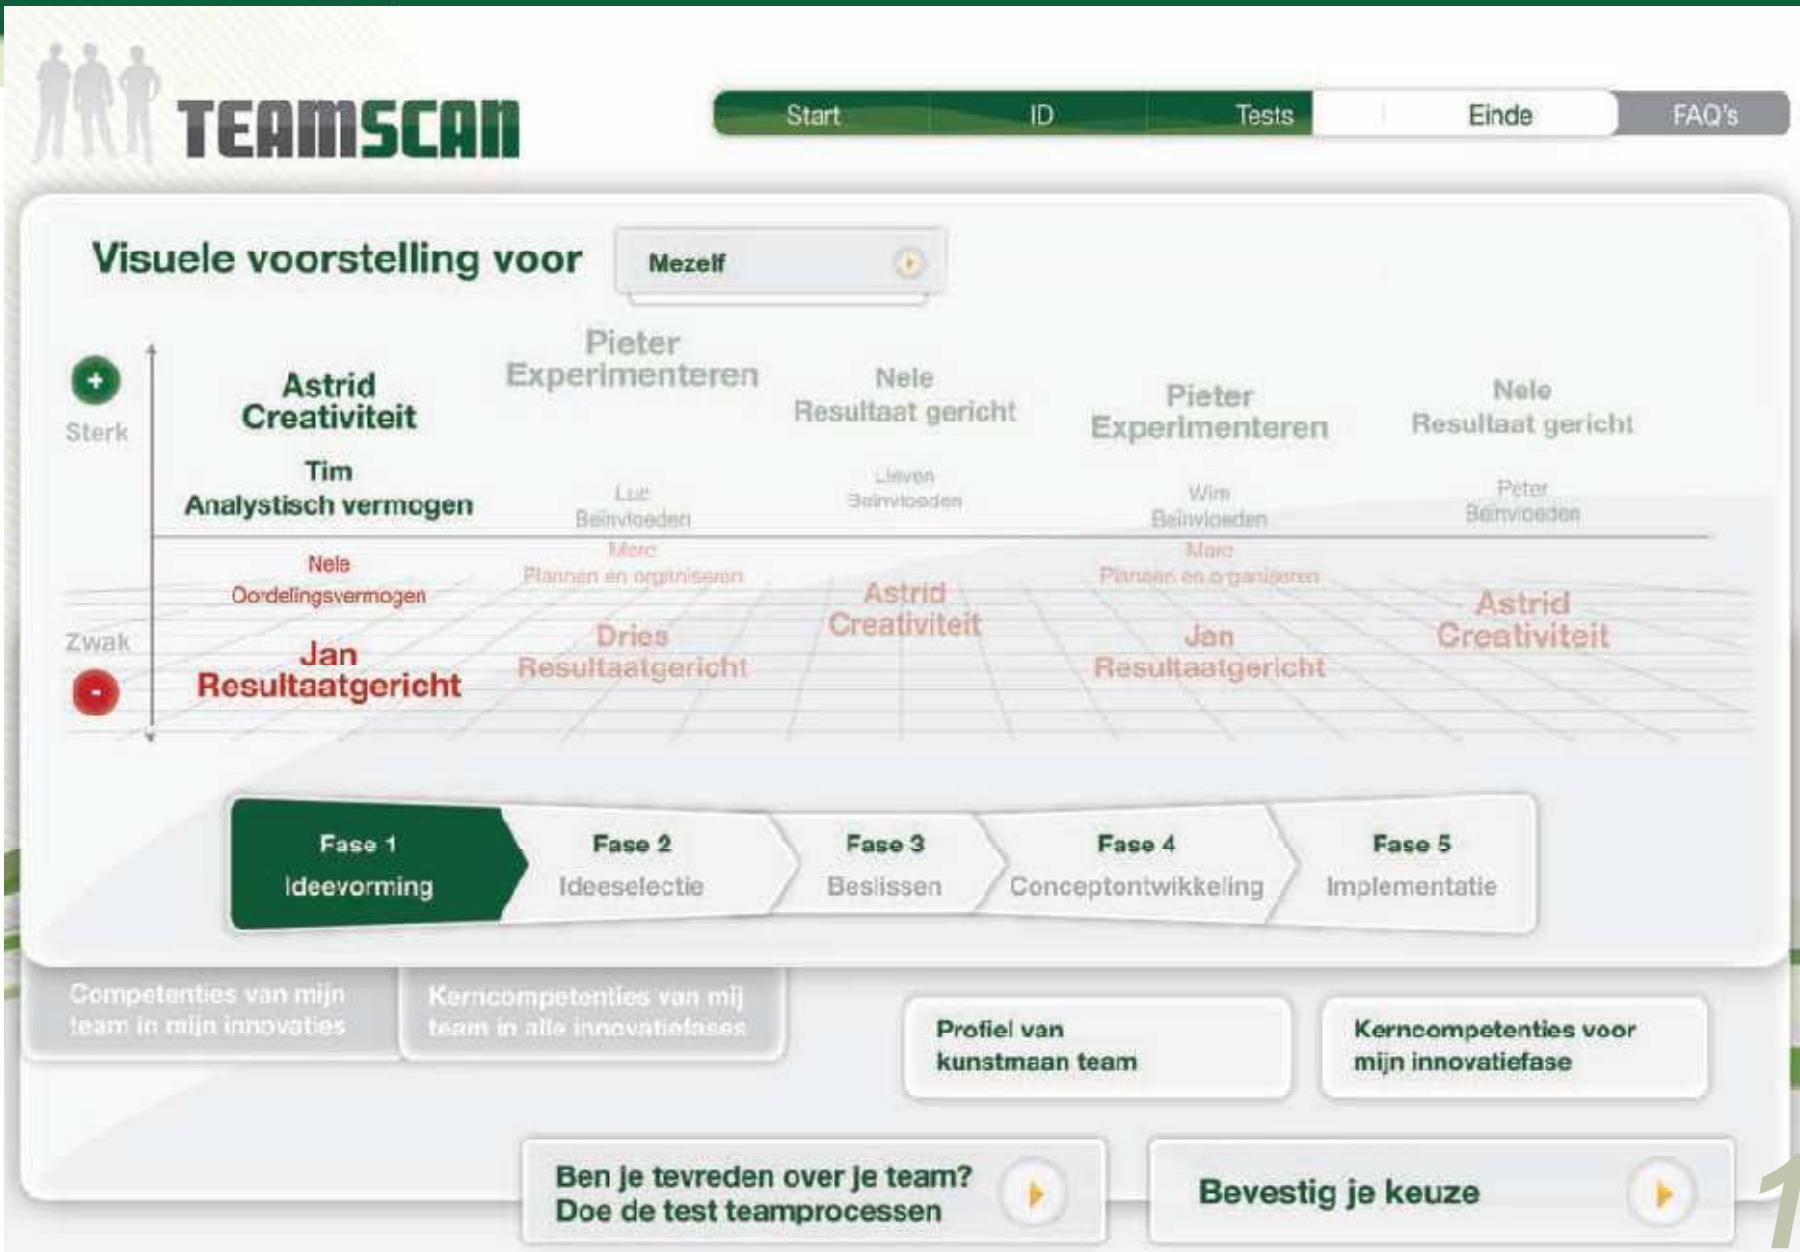 TEAMSCAN
Start
ID
Tests
Einde
FAQ's
Visuele voorstelling voor
Mezelf
+
Sterk
Zwak
-
Astrid
Creativiteit
Tim
Analystisch vermogen
Nele
Oordelingsvermogen
Jan
Resultaatgericht
Pieter
Experimenteren
Luc
Beïnvloeden
Marc
Plannen en organiseren
Dries
Resultaatgericht
Nele
Resultaat gericht
Lieven
Beïnvloeden
Astrid
Creativiteit
Pieter
Experimenteren
Wim
Beïnvloeden
Marc
Plannen en organiseren
Jan
Resultaatgericht
Nele
Resultaat gericht
Peter
Beïnvloeden
Astrid
Creativiteit
Fase 1
Ideevorming
Fase 2
Ideeselectie
Fase 3
Beslissen
Fase 4
Conceptontwikkeling
Fase 5
Implementatie
Competenties van mijn
team in mijn innovaties
Kerncompetenties van mij
team in alle innovatiefases
Profiel van
kunstmaan team
Kerncompetenties voor
mijn innovatiefase
Ben je tevreden over je team?
Doe de test teamprocessen
Bevestig je keuze
1